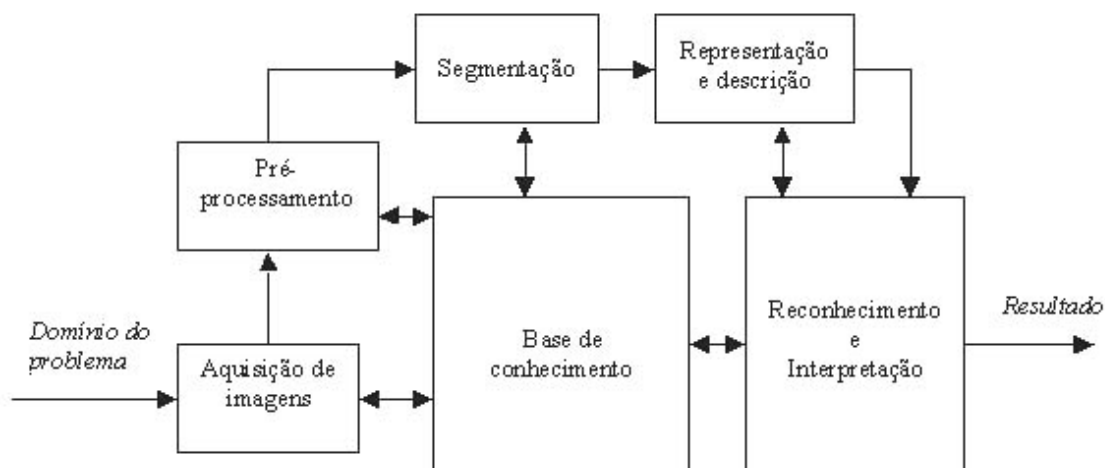 Segmentação
Representação
e descrição
Pré-
processamento
Domínio do
problema
Aquisição de
imagens
Base de
conhecimento
Reconhecimento
e
Interpretação
Resultado